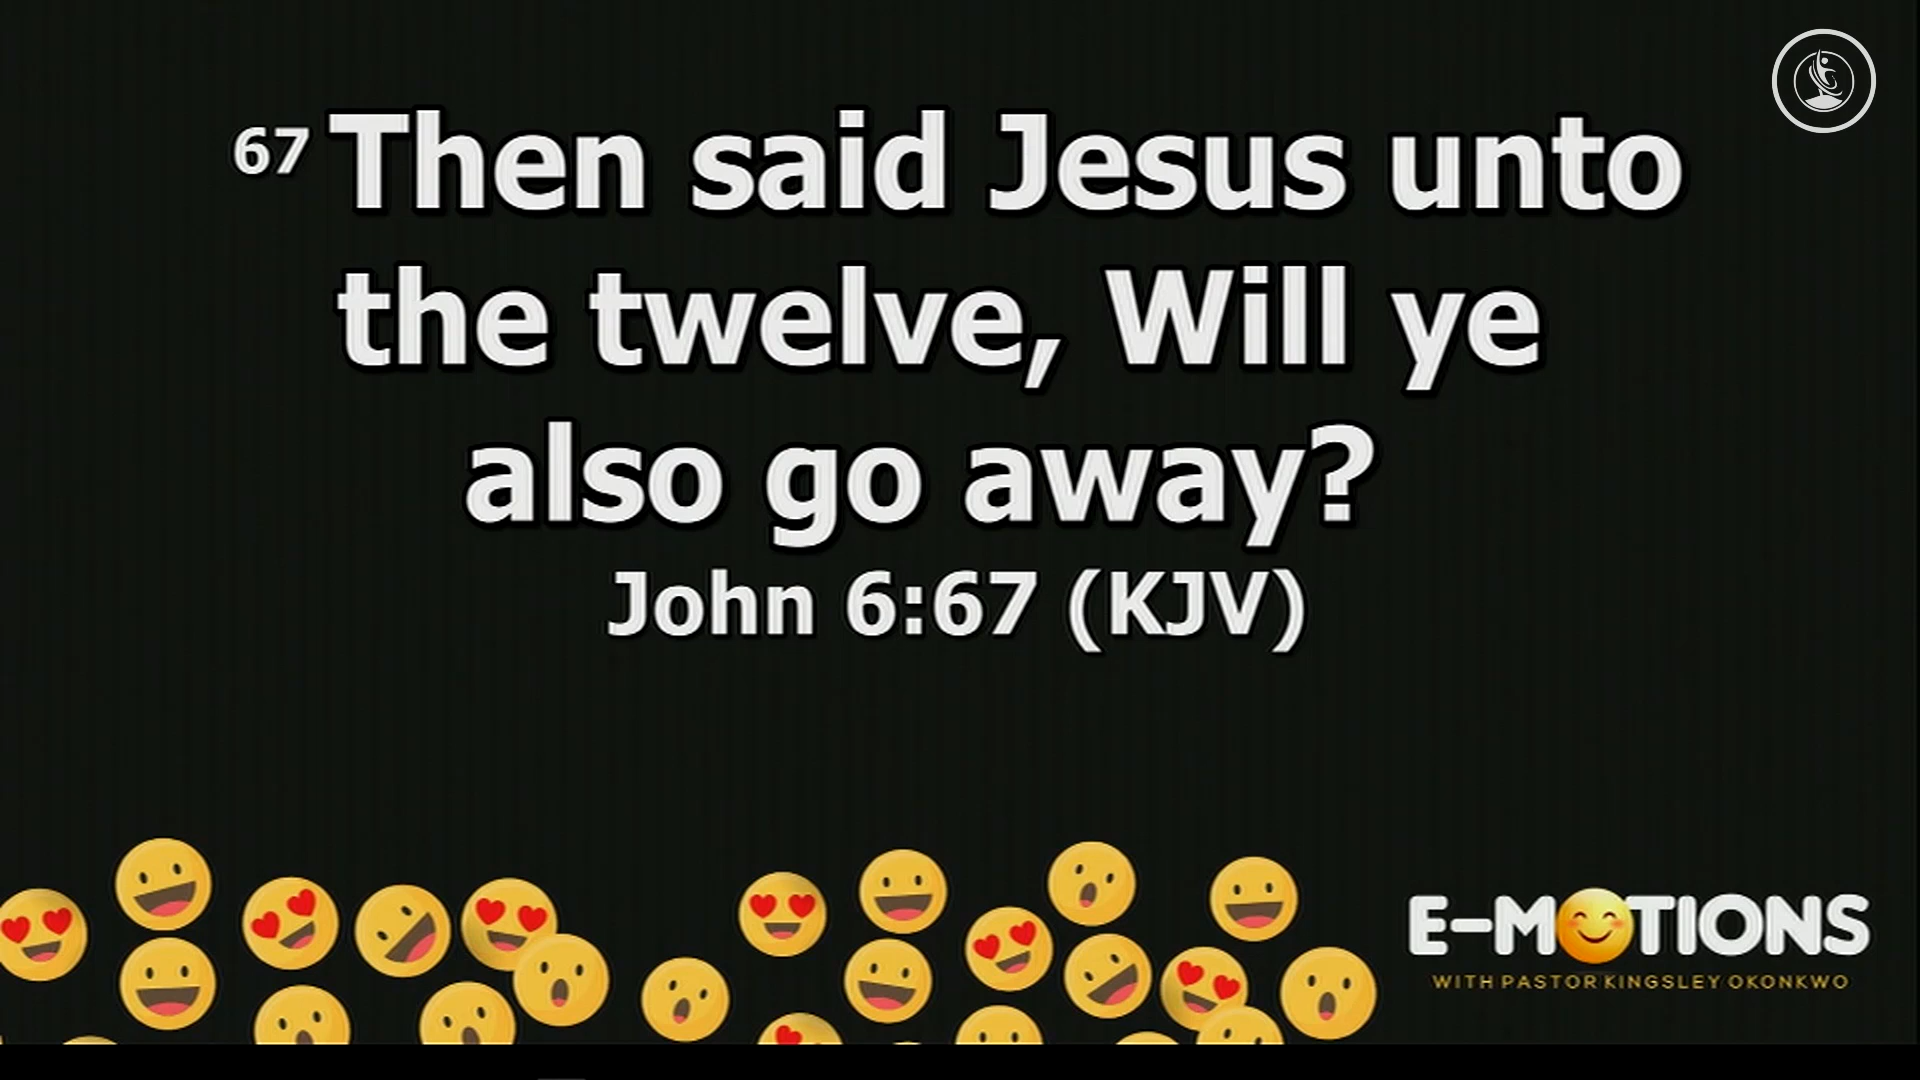 67 Then said Jesus unto
the twelve, Will ye
also go away?
John 6:67 (KJV)
E-MOTIONS
WITH PASTOR KINGSLEY OKONKWO